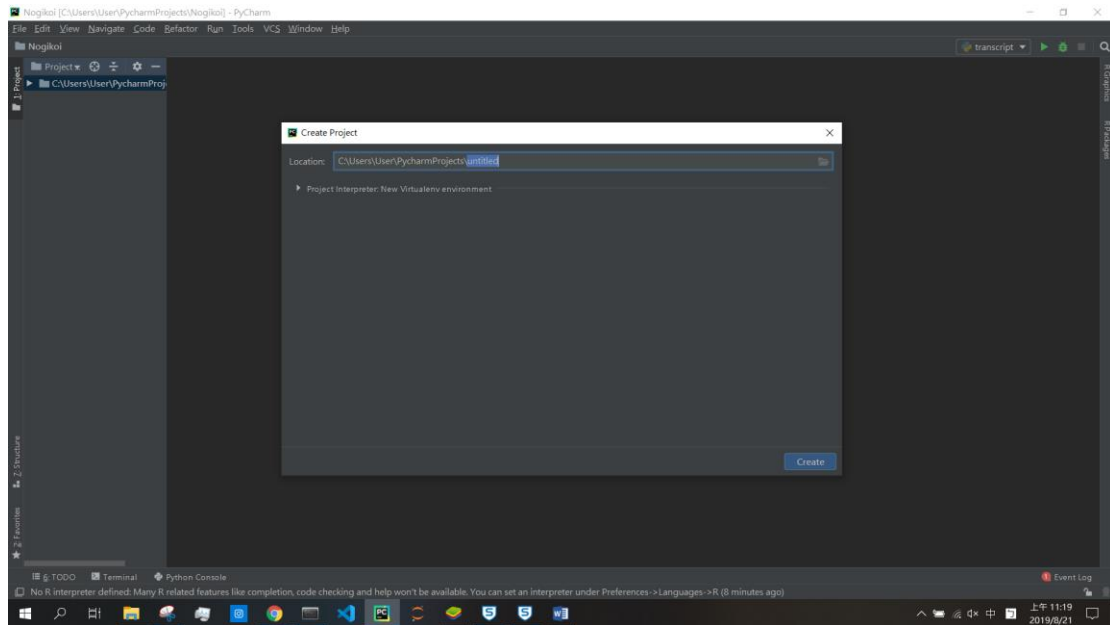 Nogikoi [C:\Users\User\PycharmProjects\Nogikoi] - PyCharm
File Edit View Navigate Code Refactor Run Tools VCS Window Help
Nogikoi
transcript
Project
C:\Users\User\PycharmProj
1: Project
R Graphics
R Packages
Create Project
Location: C:\Users\User\PycharmProjects\untitled
Project Interpreter: New Virtualenv environment
Create
Z: Structure
2: Favorites
6: TODO Terminal Python Console
Event Log
No R interpreter defined: Many R related features like completion, code checking and help won't be available. You can set an interpreter under Preferences->Languages->R (8 minutes ago)
中
上午 11:19
2019/8/21